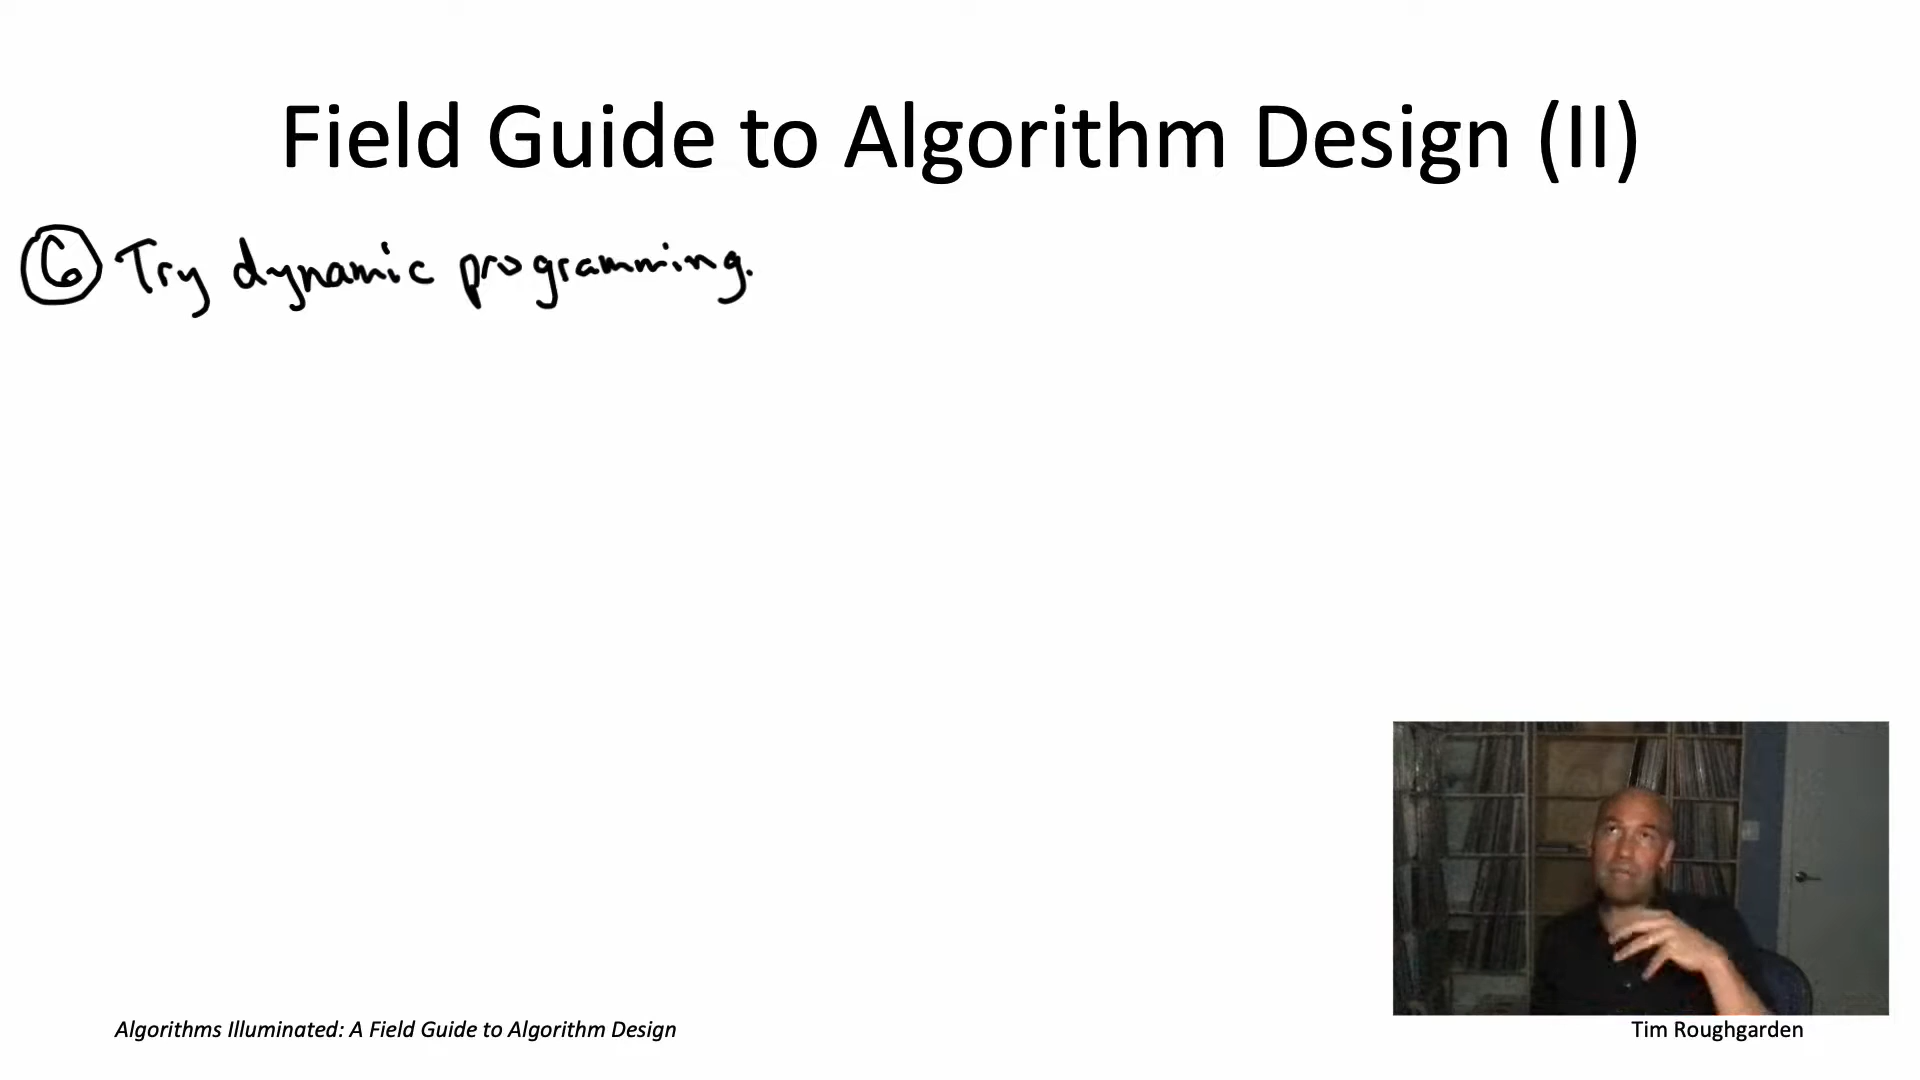 Field Guide to Algorithm Design (II)
6 Try dynamic programming.
Algorithms Illuminated: A Field Guide to Algorithm Design
Tim Roughgarden